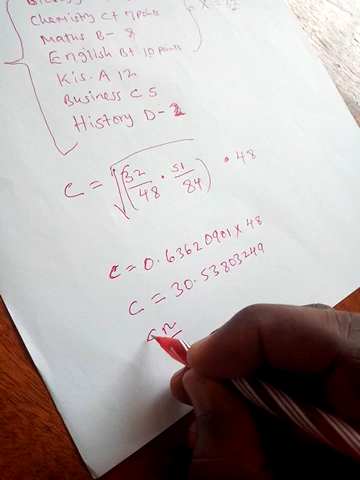 Chemistry C+ 7 points
Maths B- 8
English B+ 10 points
Kis. A 12
Business C 5
History D- 2
C = √(32/48 · 51/84) · 48
C = 0.63620901 x 48
C = 30.53803249